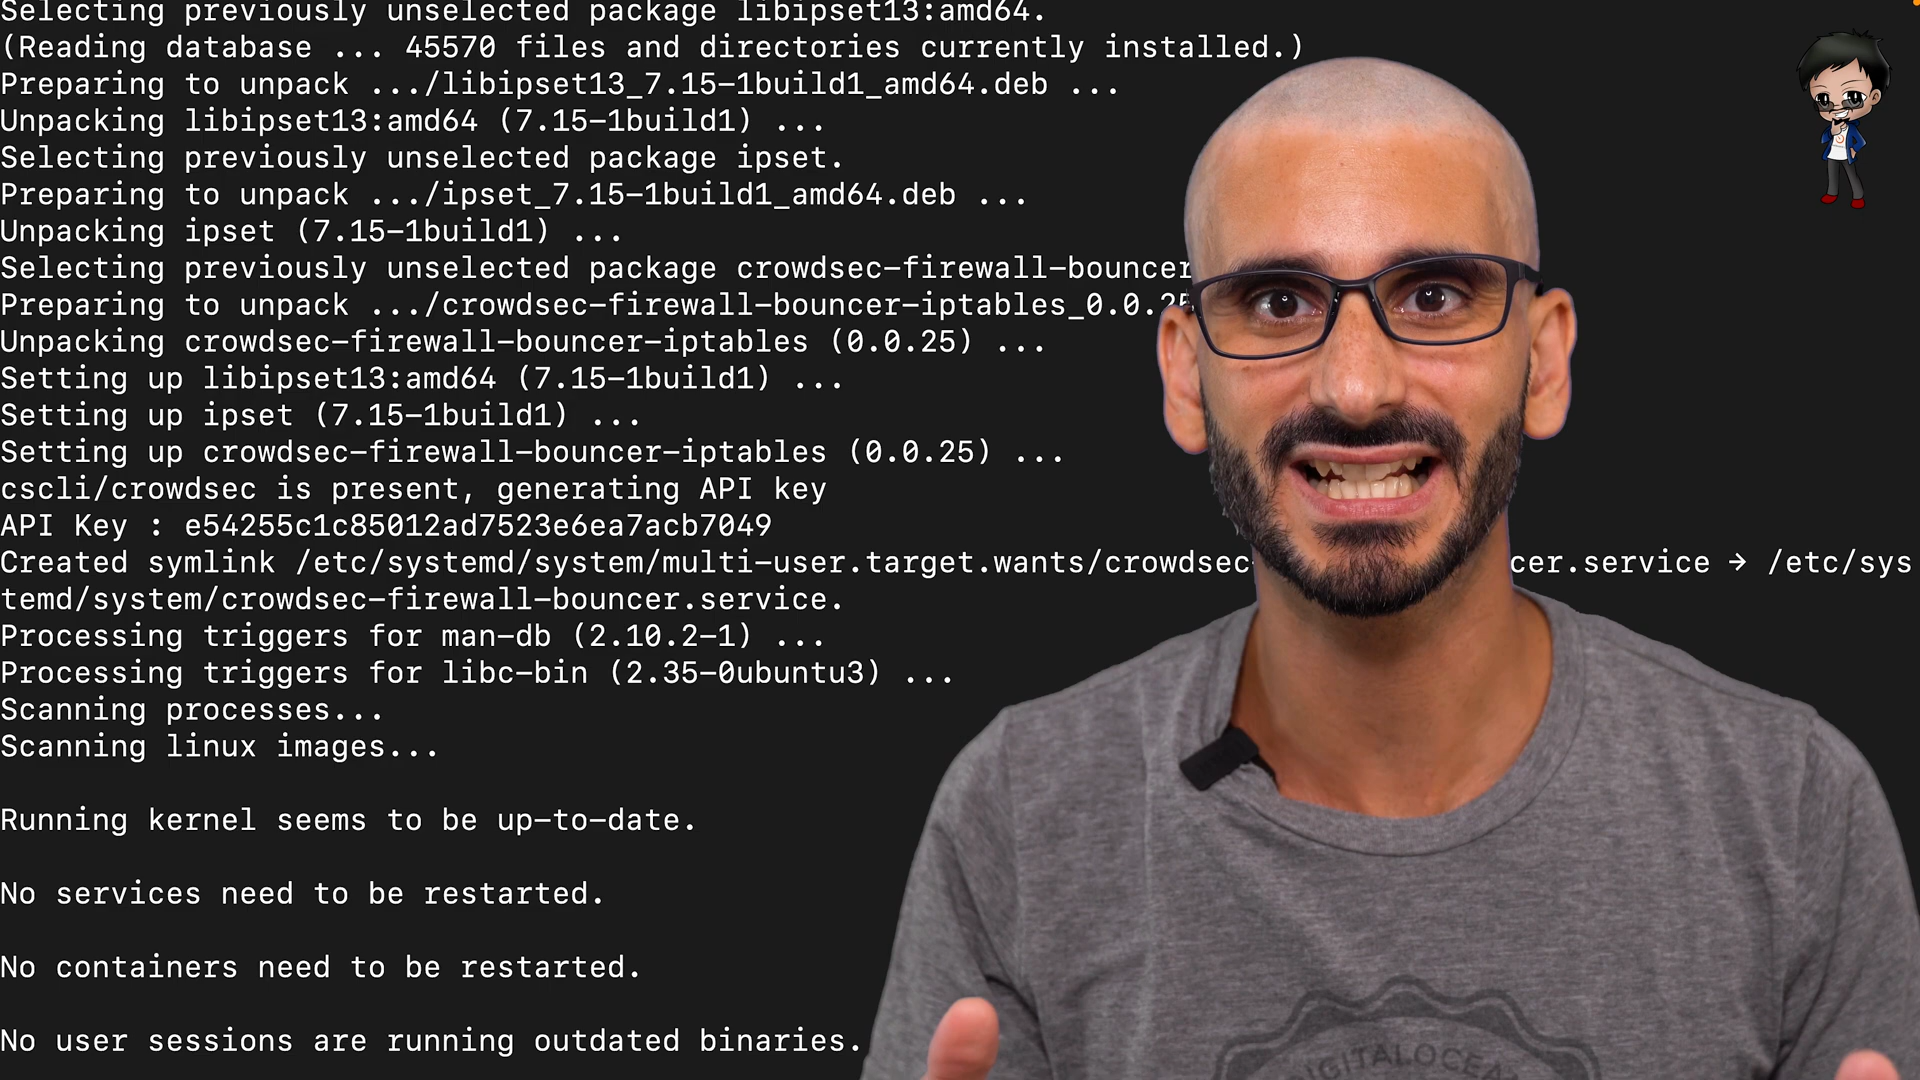 Selecting previously unselected package libipset13:amd64.
(Reading database ... 45570 files and directories currently installed.)
Preparing to unpack .../libipset13_7.15-1build1_amd64.deb ...
Unpacking libipset13:amd64 (7.15-1build1) ...
Selecting previously unselected package ipset.
Preparing to unpack .../ipset_7.15-1build1_amd64.deb ...
Unpacking ipset (7.15-1build1) ...
Selecting previously unselected package crowdsec-firewall-bouncer
Preparing to unpack .../crowdsec-firewall-bouncer-iptables_0.0.25
Unpacking crowdsec-firewall-bouncer-iptables (0.0.25) ...
Setting up libipset13:amd64 (7.15-1build1) ...
Setting up ipset (7.15-1build1) ...
Setting up crowdsec-firewall-bouncer-iptables (0.0.25) ...
cscli/crowdsec is present, generating API key
API Key : e54255c1c85012ad7523e6ea7acb7049
Created symlink /etc/systemd/system/multi-user.target.wants/crowdsec- cer.service → /etc/sys
temd/system/crowdsec-firewall-bouncer.service.
Processing triggers for man-db (2.10.2-1) ...
Processing triggers for libc-bin (2.35-0ubuntu3) ...
Scanning processes...
Scanning linux images...
Running kernel seems to be up-to-date.
No services need to be restarted.
No containers need to be restarted.
No user sessions are running outdated binaries.